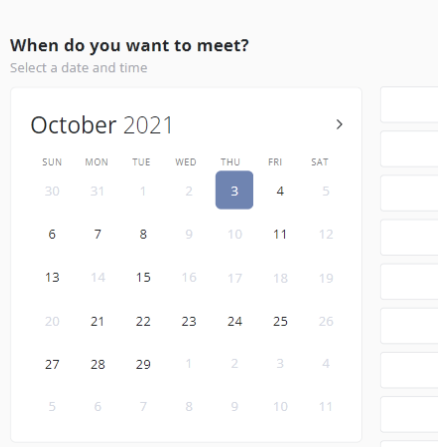 When do you want to meet?
Select a date and time
October 2021
SUN MON TUE WED THU FRI SAT
30 31 1 2 3 4 5
6 7 8 9 10 11 12
13 14 15 16 17 18 19
20 21 22 23 24 25 26
27 28 29 1 2 3 4
5 6 7 8 9 10 11